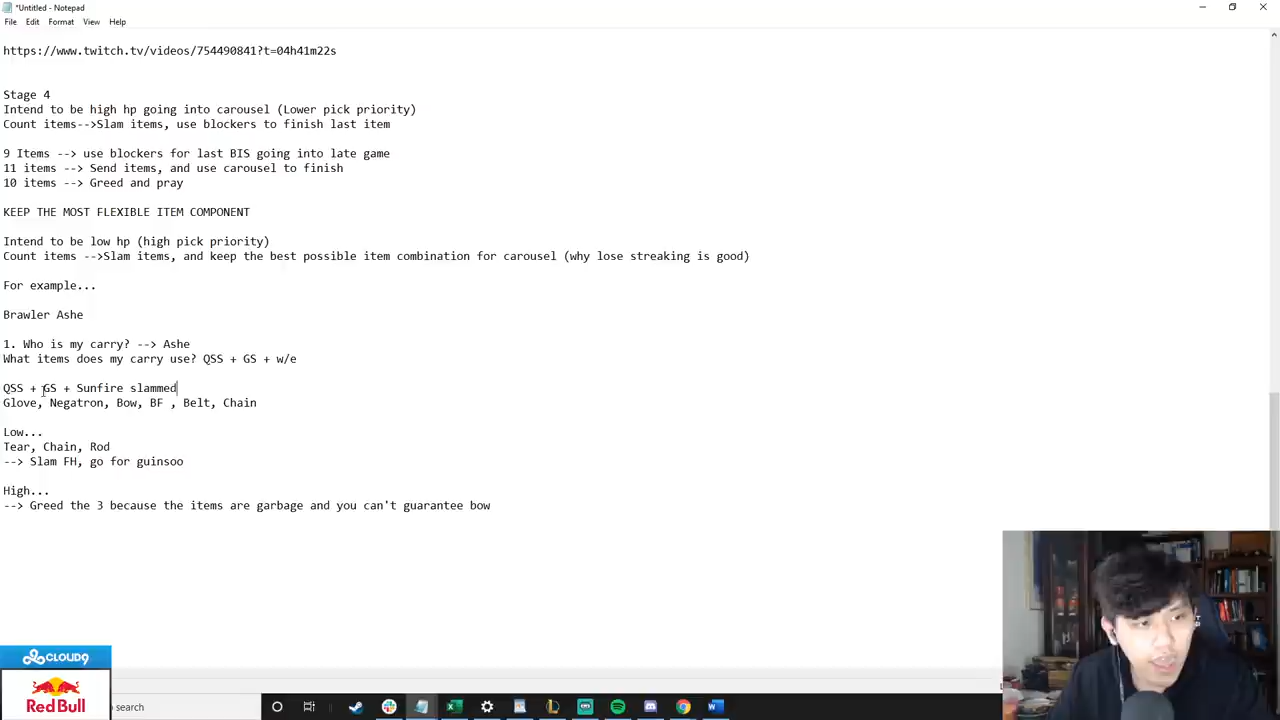 *Untitled - Notepad
File Edit Format View Help
https://www.twitch.tv/videos/754490841?t=04h41m22s
Stage 4
Intend to be high hp going into carousel (Lower pick priority)
Count items-->Slam items, use blockers to finish last item
9 Items --> use blockers for last BIS going into late game
11 items --> Send items, and use carousel to finish
10 items --> Greed and pray
KEEP THE MOST FLEXIBLE ITEM COMPONENT
Intend to be low hp (high pick priority)
Count items -->Slam items, and keep the best possible item combination for carousel (why lose streaking is good)
For example...
Brawler Ashe
1. Who is my carry? --> Ashe
What items does my carry use? QSS + GS + w/e
QSS + GS + Sunfire slammed
Glove, Negatron, Bow, BF , Belt, Chain
Low...
Tear, Chain, Rod
--> Slam FH, go for guinsoo
High...
--> Greed the 3 because the items are garbage and you can't guarantee bow
CLOUD9
Red Bull
search